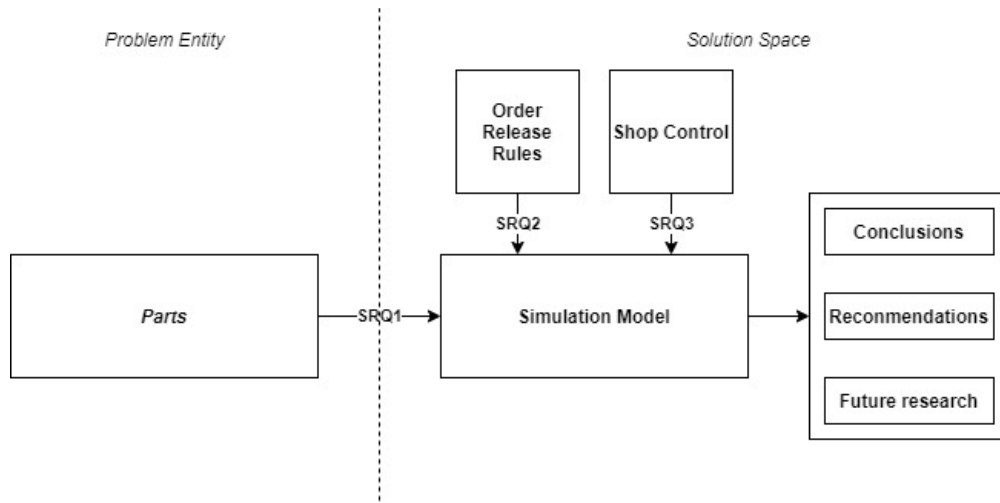 Problem Entity
Solution Space
Order
Release
Rules
Shop Control
SRQ2
SRQ3
Parts
SRQ1
Simulation Model
Conclusions
Reconmendations
Future research